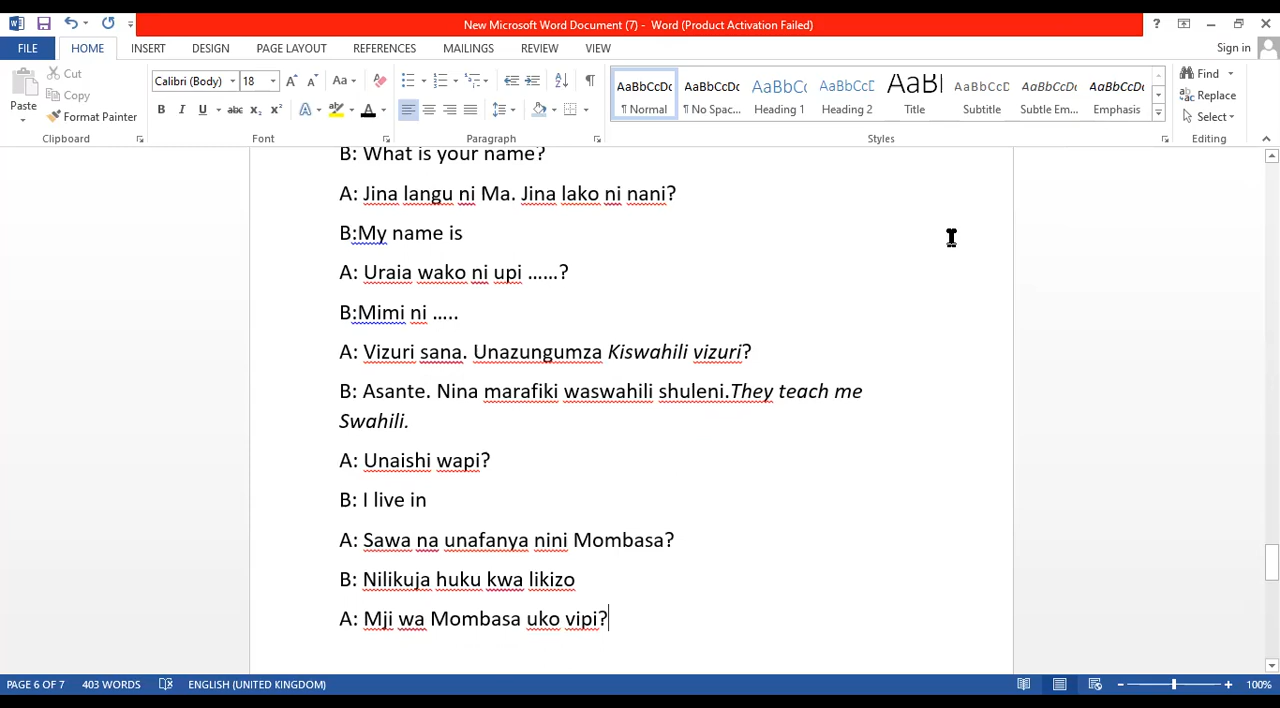 New Microsoft Word Document (7) - Word (Product Activation Failed)
FILE HOME INSERT DESIGN PAGE LAYOUT REFERENCES MAILINGS REVIEW VIEW Sign in
Paste
Cut
Copy
Format Painter
Clipboard
Calibri (Body) 18
Font
Paragraph
AaBbCcDc AaBbCcDc AaBbCc AaBbCcD AaBl AaBbCcD AaBbCcDc AaBbCcDc
¶ Normal ¶ No Spac... Heading 1 Heading 2 Title Subtitle Subtle Em... Emphasis
Styles
Find
Replace
Select
Editing
B: What is your name?
A: Jina langu ni Ma. Jina lako ni nani?
B:My name is
A: Uraia wako ni upi ……?
B:Mimi ni …..
A: Vizuri sana. Unazungumza Kiswahili vizuri?
B: Asante. Nina marafiki waswahili shuleni.They teach me
Swahili.
A: Unaishi wapi?
B: I live in
A: Sawa na unafanya nini Mombasa?
B: Nilikuja huku kwa likizo
A: Mji wa Mombasa uko vipi?
PAGE 6 OF 7 403 WORDS ENGLISH (UNITED KINGDOM) 100%